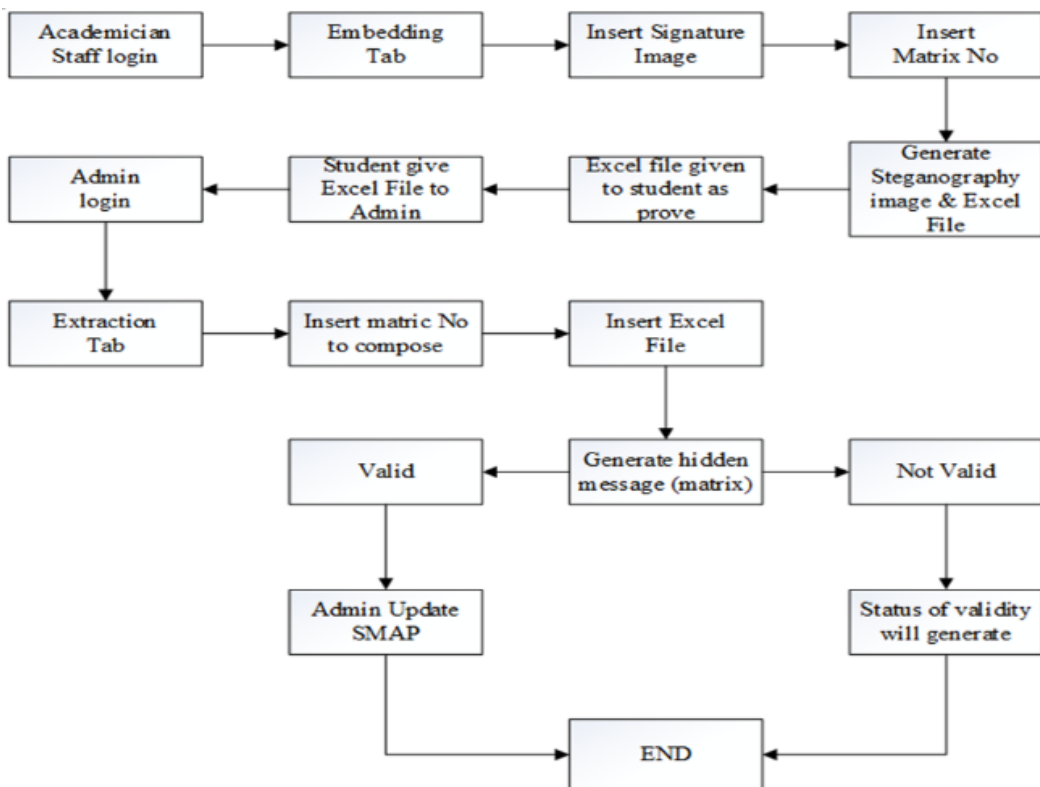 Academician
Staff login
Embedding
Tab
Insert Signature
Image
Insert
Matrix No
Admin
login
Student give
Excel File to
Admin
Excel file given
to student as
prove
Generate
Steganography
image & Excel
File
Extraction
Tab
Insert matric No
to compose
Insert Excel
File
Valid
Generate hidden
message (matrix)
Not Valid
Admin Update
SMAP
Status of validity
will generate
END